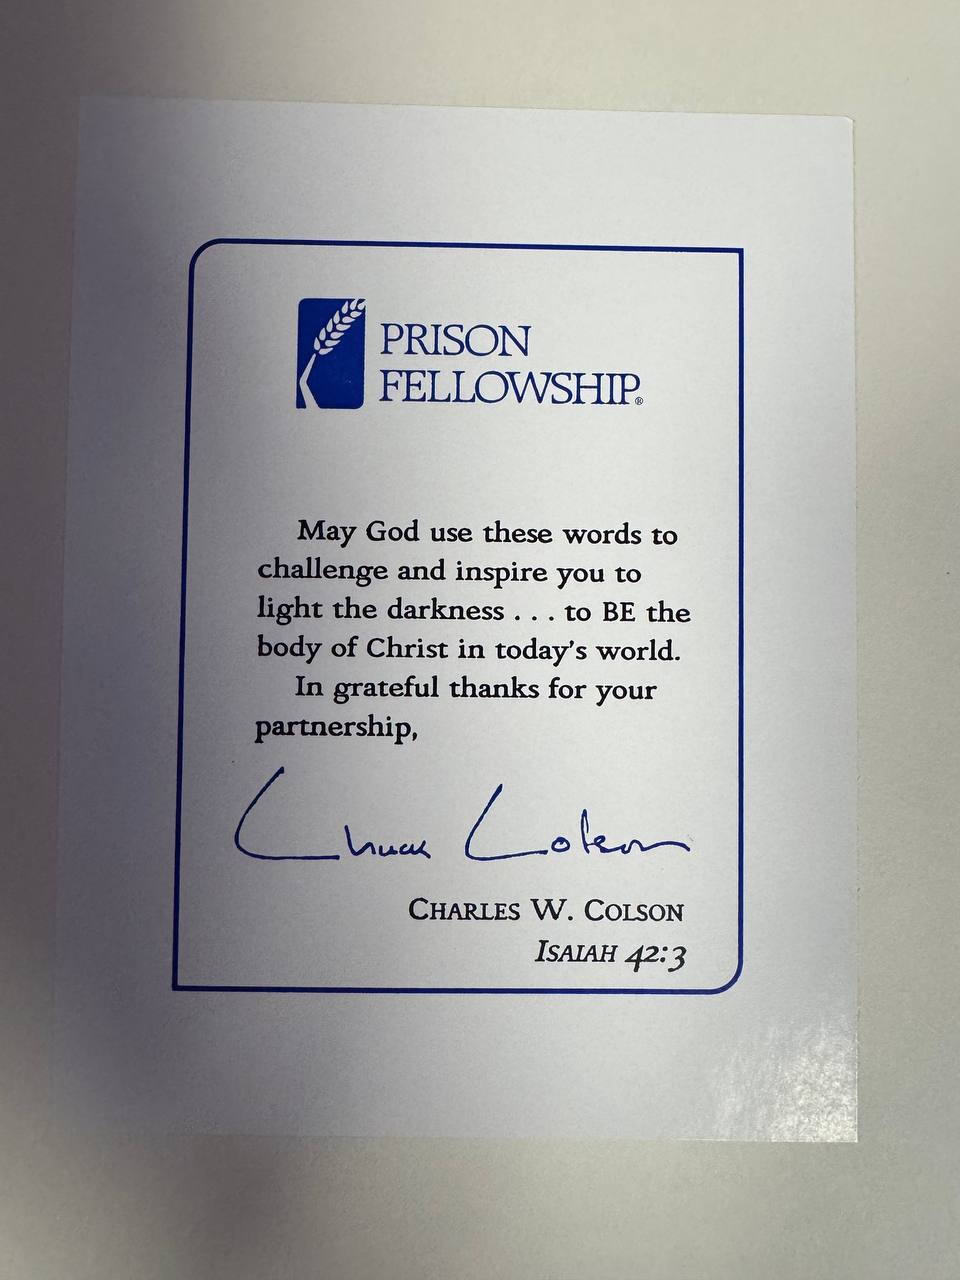 PRISON
FELLOWSHIP®
May God use these words to
challenge and inspire you to
light the darkness . . . to BE the
body of Christ in today's world.
In grateful thanks for your
partnership,
Chuck Colson
CHARLES W. COLSON
ISAIAH 42:3